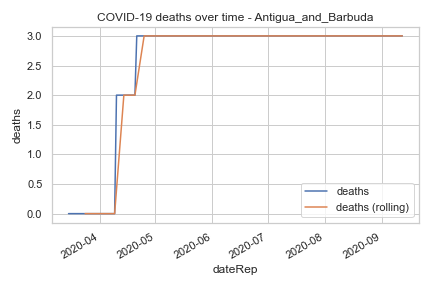 COVID-19 deaths over time - Antigua_and_Barbuda
deaths
3.0
2.5
2.0
1.5
1.0
0.5
0.0
deaths
deaths (rolling)
2020-04
2020-05
2020-06
2020-07
2020-08
2020-09
dateRep